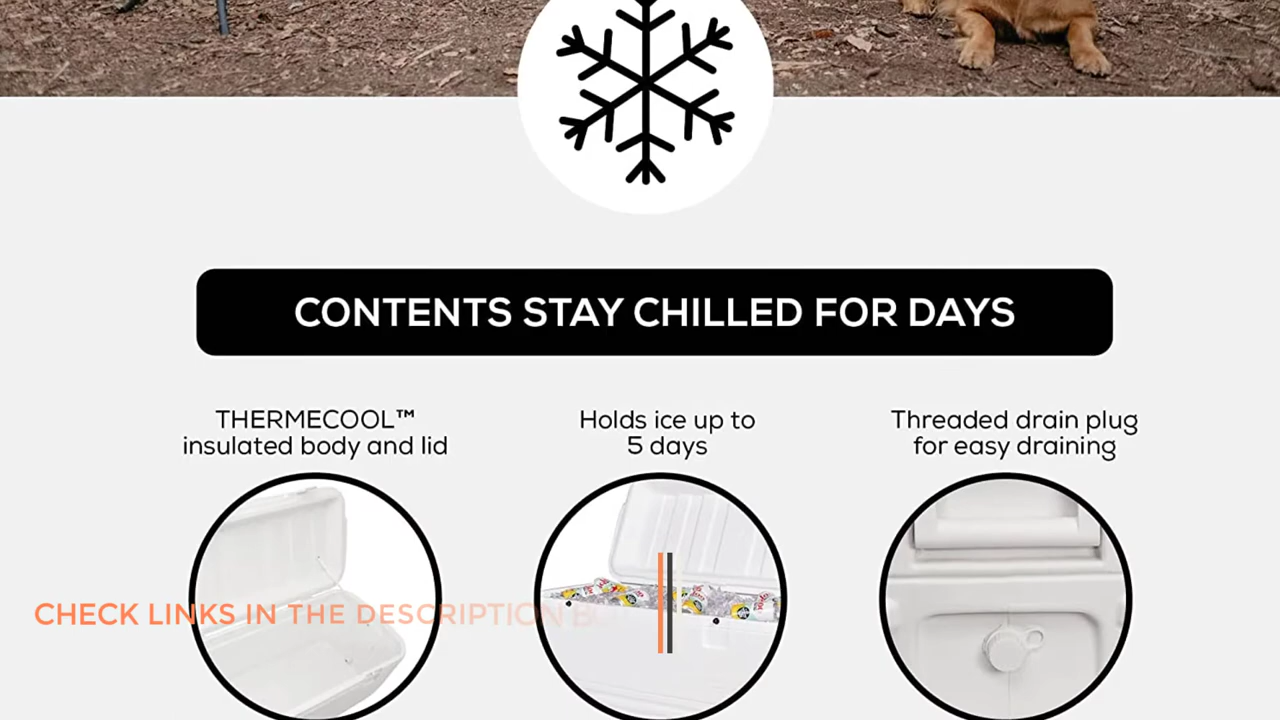 CONTENTS STAY CHILLED FOR DAYS
THERMECOOL™
insulated body and lid
Holds ice up to
5 days
Threaded drain plug
for easy draining
CHECK LINKS IN THE DESCRIPTION